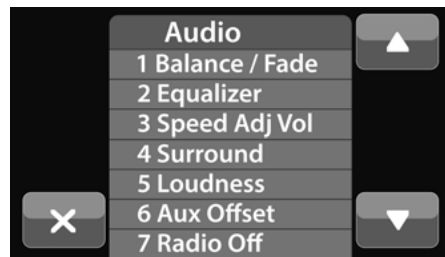 Audio
1 Balance / Fade
2 Equalizer
3 Speed Adj Vol
4 Surround
5 Loudness
6 Aux Offset
7 Radio Off